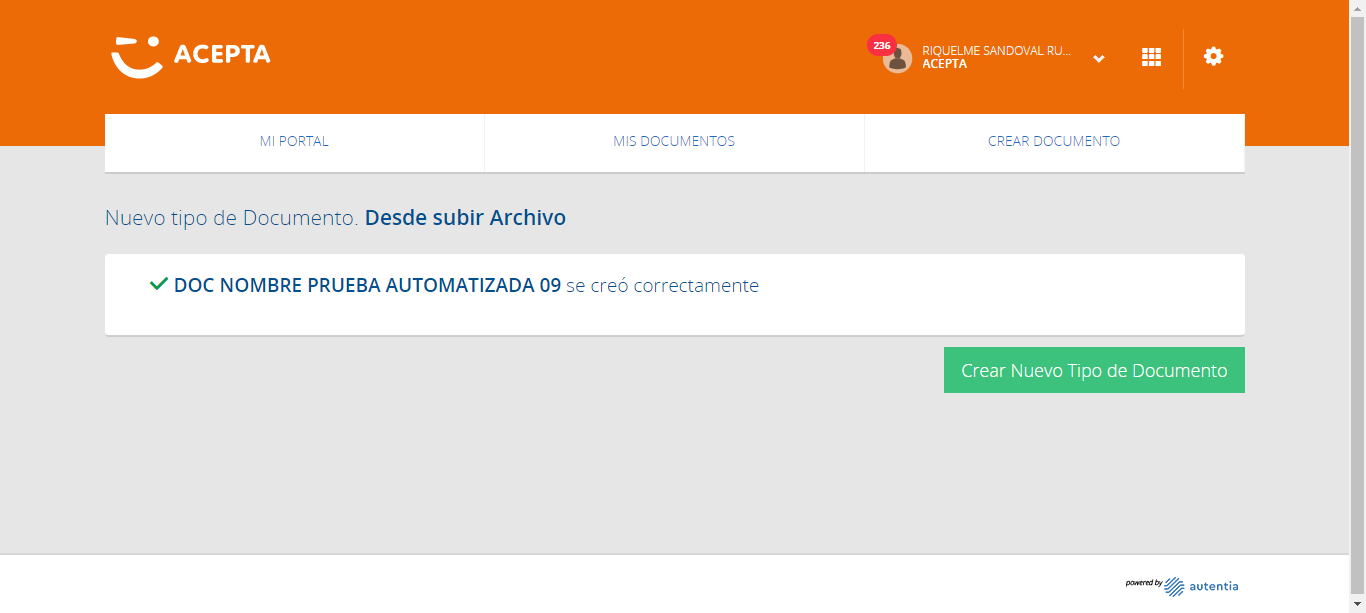 ACEPTA
236
RIQUELME SANDOVAL RU...
ACEPTA
MI PORTAL
MIS DOCUMENTOS
CREAR DOCUMENTO
Nuevo tipo de Documento. Desde subir Archivo
DOC NOMBRE PRUEBA AUTOMATIZADA 09 se creó correctamente
Crear Nuevo Tipo de Documento
powered by autentia